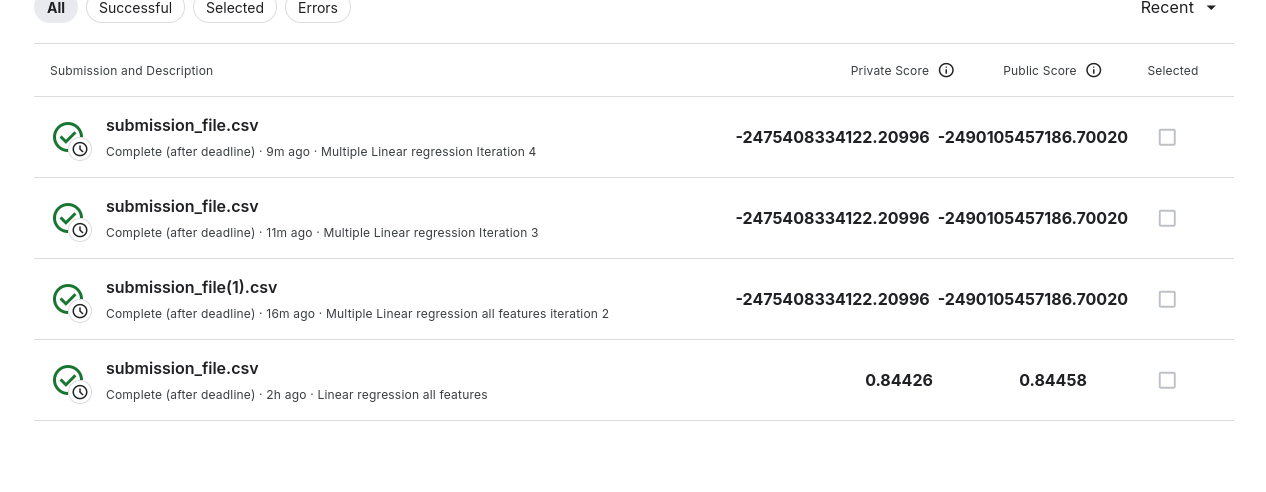 All Successful Selected Errors Recent
Submission and Description Private Score Public Score Selected
submission_file.csv
Complete (after deadline) · 9m ago · Multiple Linear regression Iteration 4
-2475408334122.20996 -2490105457186.70020
submission_file.csv
Complete (after deadline) · 11m ago · Multiple Linear regression Iteration 3
-2475408334122.20996 -2490105457186.70020
submission_file(1).csv
Complete (after deadline) · 16m ago · Multiple Linear regression all features iteration 2
-2475408334122.20996 -2490105457186.70020
submission_file.csv
Complete (after deadline) · 2h ago · Linear regression all features
0.84426 0.84458